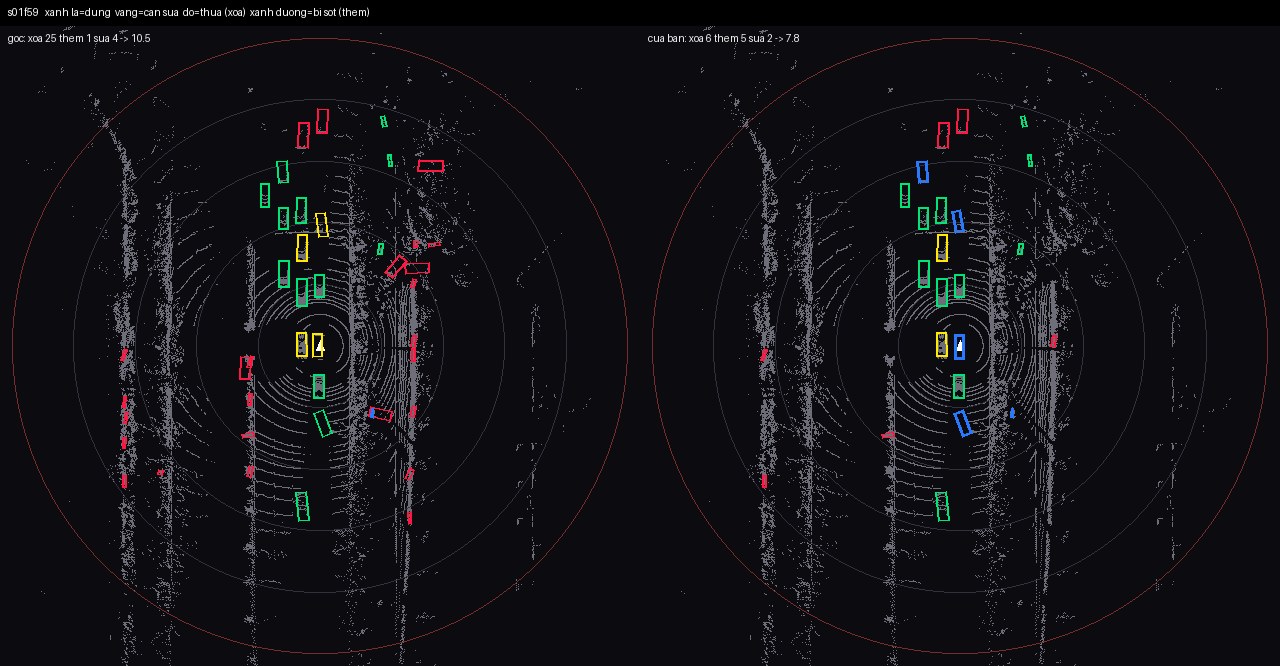 s01f59 xanh la=dung vang=can sua do=thua (xoa) xanh duong=bi sot (them)
goc: xoa 25 them 1 sua 4 -> 10.5
cua ban: xoa 6 them 5 sua 2 -> 7.8